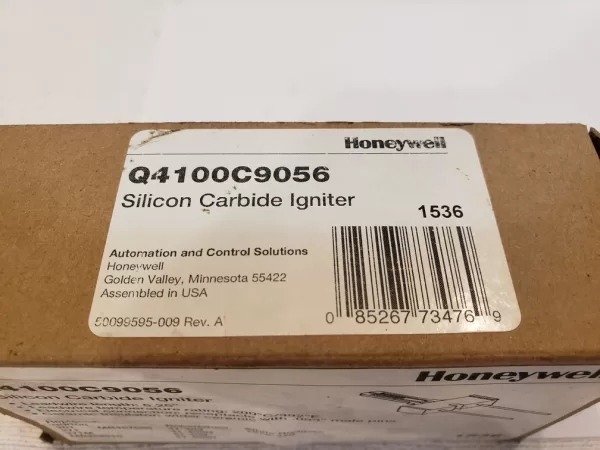 Honeywell
Q4100C9056
Silicon Carbide Igniter
1536
Automation and Control Solutions
Honeywell
Golden Valley, Minnesota 55422
Assembled in USA
50099595-009 Rev. A
0 85267 73476 9
Q4100C9056
Honeywell
Silicon Carbide Igniter